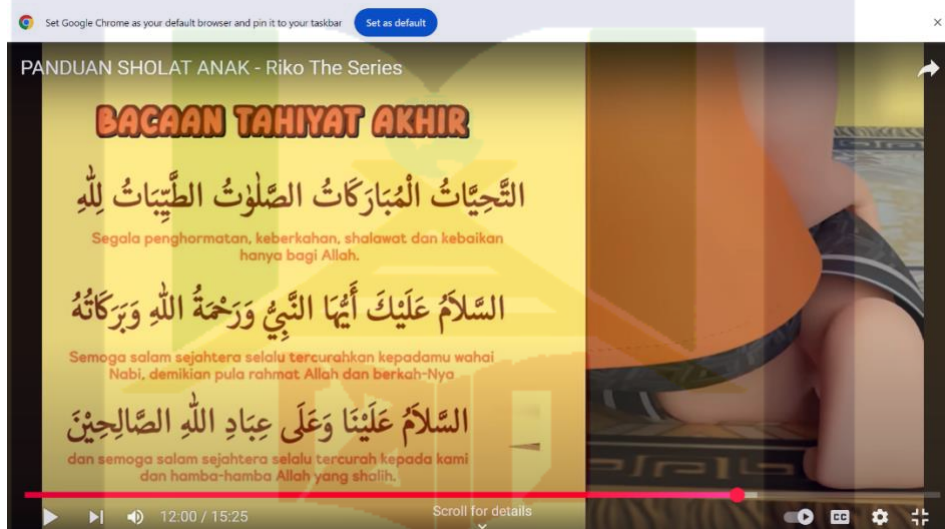 Set Google Chrome as your default browser and pin it to your taskbar Set as default
PANDUAN SHOLAT ANAK - Riko The Series
BACAAN TAHIYAT AKHIR
التَّحِيَّاتُ الْمُبَارَكَاتُ الصَّلَوٰتُ الطَّيِّبَاتُ لِلّٰهِ
Segala penghormatan, keberkahan, shalawat dan kebaikan
hanya bagi Allah.
السَّلاَمُ عَلَيْكَ أَيُّهَا النَّبِيُّ وَرَحْمَةُ اللّٰهِ وَبَرَكَاتُهُ
Semoga salam sejahtera selalu tercurahkan kepadamu wahai
Nabi, demikian pula rahmat Allah dan berkah-Nya
السَّلاَمُ عَلَيْنَا وَعَلَى عِبَادِ اللّٰهِ الصَّالِحِيْنَ
dan semoga salam sejahtera selalu tercurah kepada kami
dan hamba-hamba Allah yang shalih.
12:00 / 15:25
Scroll for details
CC